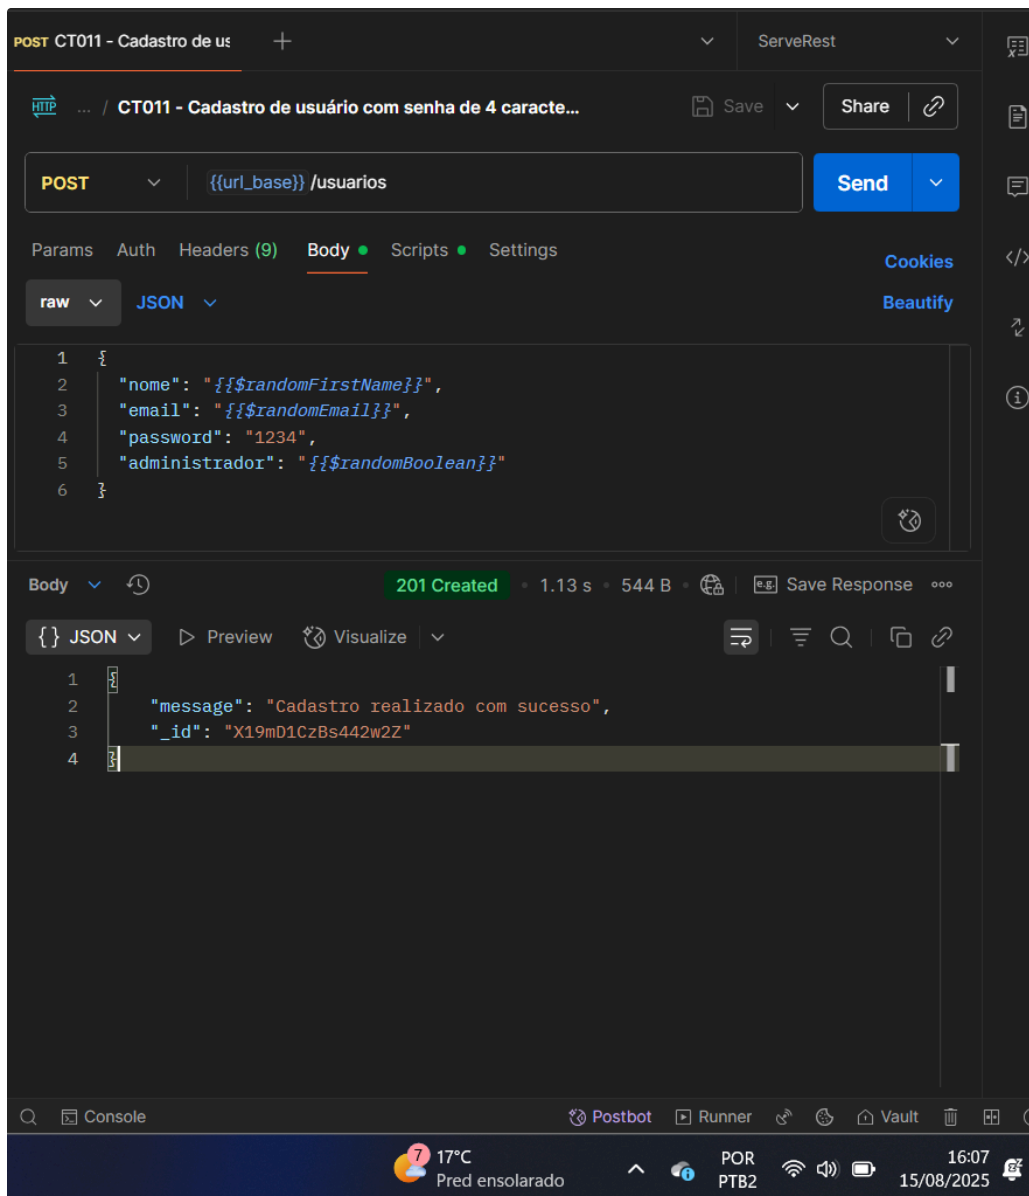 POST CT011 - Cadastro de us
ServeRest
HTTP ... / CT011 - Cadastro de usuário com senha de 4 caracte...
Save
Share
POST
{{url_base}} /usuarios
Send
Params Auth Headers (9) Body Scripts Settings
Cookies
raw JSON
Beautify
1 {
2 "nome": "{{$randomFirstName}}",
3 "email": "{{$randomEmail}}",
4 "password": "1234",
5 "administrador": "{{$randomBoolean}}"
6 }
Body
201 Created • 1.13 s • 544 B
e.g. Save Response
{} JSON
Preview
Visualize
1 {
2 "message": "Cadastro realizado com sucesso",
3 "_id": "X19mD1CzBs442w2Z"
4 }
Console
Postbot
Runner
Vault
7
17°C
Pred ensolarado
POR
PTB2
16:07
15/08/2025